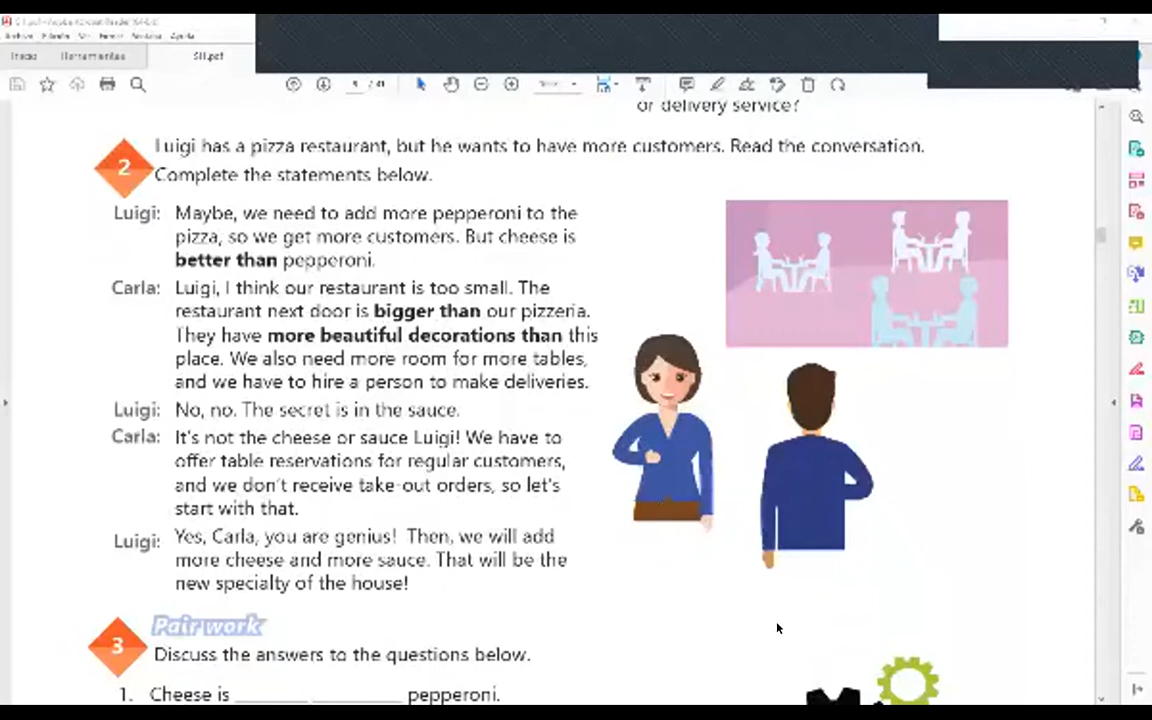 Inicio
Herramientas
SII.pdf
or delivery service?
2
Luigi has a pizza restaurant, but he wants to have more customers. Read the conversation.
Complete the statements below.
Luigi: Maybe, we need to add more pepperoni to the
pizza, so we get more customers. But cheese is
better than pepperoni.
Carla: Luigi, I think our restaurant is too small. The
restaurant next door is bigger than our pizzeria.
They have more beautiful decorations than this
place. We also need more room for more tables,
and we have to hire a person to make deliveries.
Luigi: No, no. The secret is in the sauce.
Carla: It's not the cheese or sauce Luigi! We have to
offer table reservations for regular customers,
and we don't receive take-out orders, so let's
start with that.
Luigi: Yes, Carla, you are genius! Then, we will add
more cheese and more sauce. That will be the
new specialty of the house!
3
Pair work
Discuss the answers to the questions below.
1. Cheese is ________ ________ pepperoni.